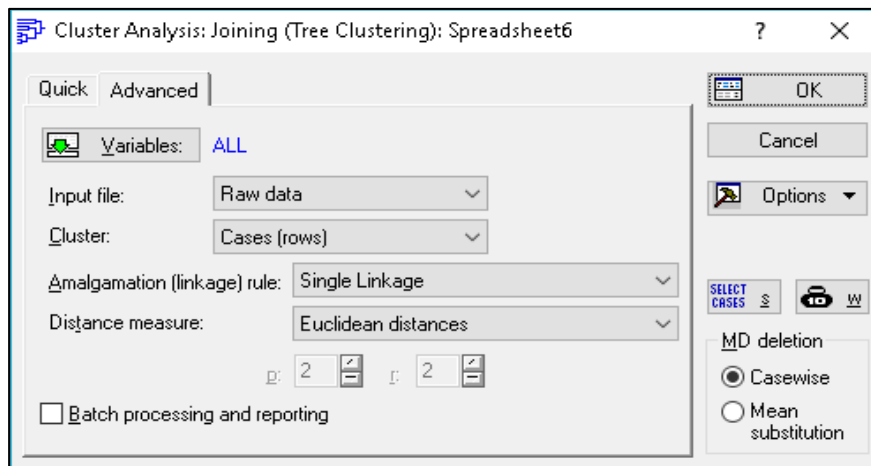 Cluster Analysis: Joining (Tree Clustering): Spreadsheet6 ? ×
Quick Advanced
Variables: ALL
Input file: Raw data
Cluster: Cases (rows)
Amalgamation (linkage) rule: Single Linkage
Distance measure: Euclidean distances
p: 2 r: 2
Batch processing and reporting
OK
Cancel
Options
SELECT CASES S W
MD deletion
Casewise
Mean
substitution